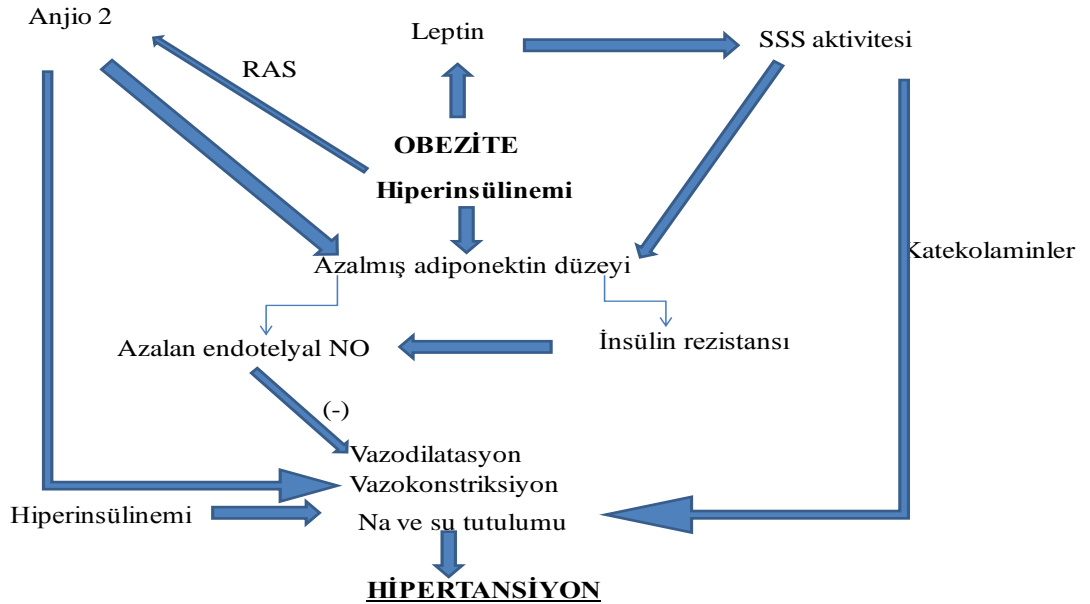 Anjio 2
Leptin
SSS aktivitesi
RAS
OBEZİTE
Hiperinsülinemi
Katekolaminler
Azalmış adiponektin düzeyi
Azalan endotelyal NO
İnsülin rezistansı
(-)
Vazodilatasyon
Vazokonstriksiyon
Hiperinsülinemi
Na ve su tutulumu
HİPERTANSİYON